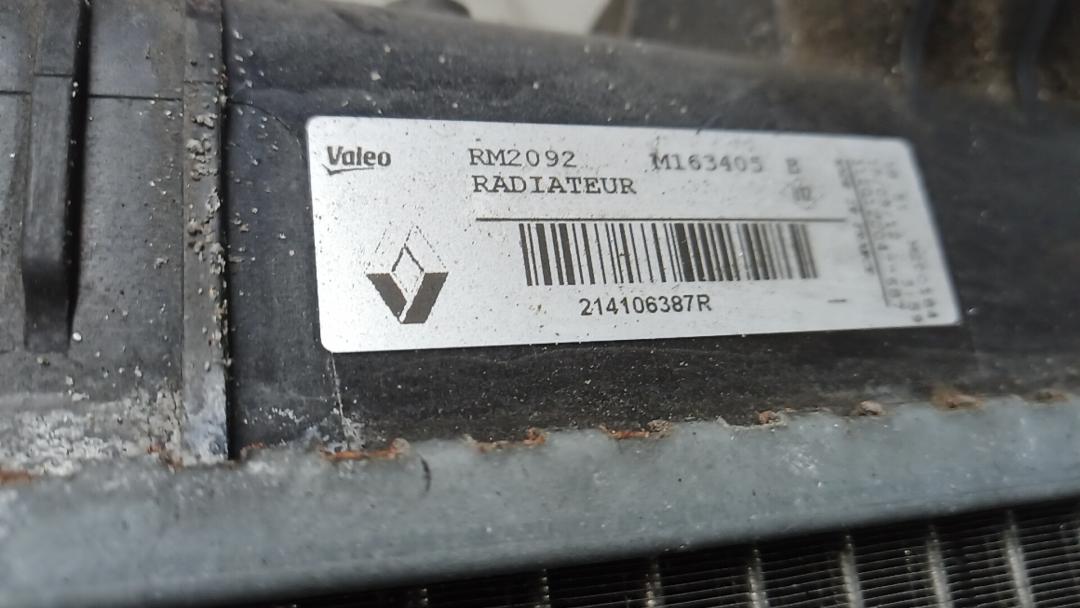 Valeo
RM2092 M163405 E
RADIATEUR
214106387R